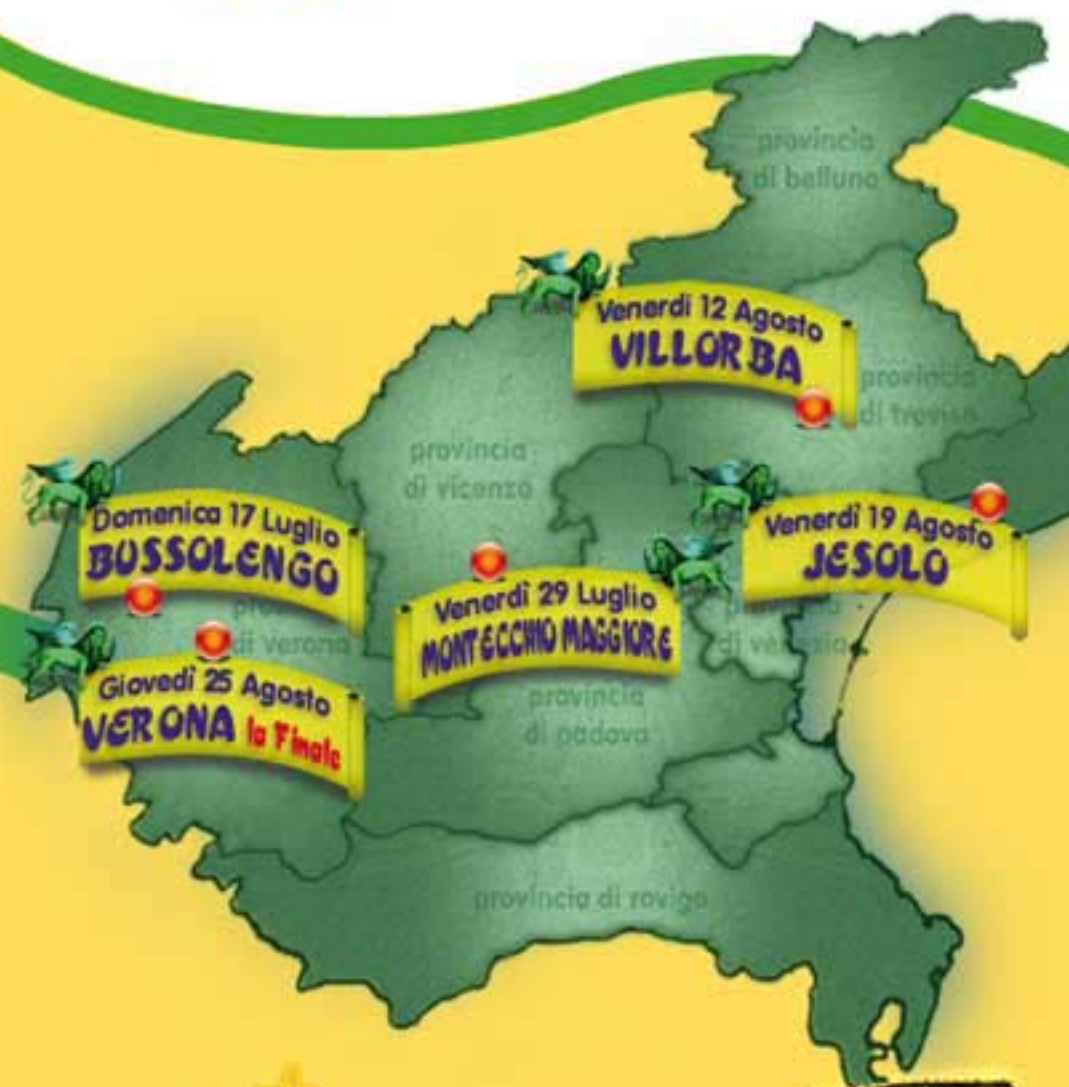 provincia
di belluno
Venerdì 12 Agosto
VILLORBA
provincia
di treviso
provincia
di vicenza
Domenica 17 Luglio
BUSSOLENGO
Venerdì 19 Agosto
JESOLO
Venerdì 29 Luglio
MONTECCHIO MAGGIORE
di verona
di venezia
Giovedì 25 Agosto
VERONA la Finale
provincia
di padova
provincia di rovigo